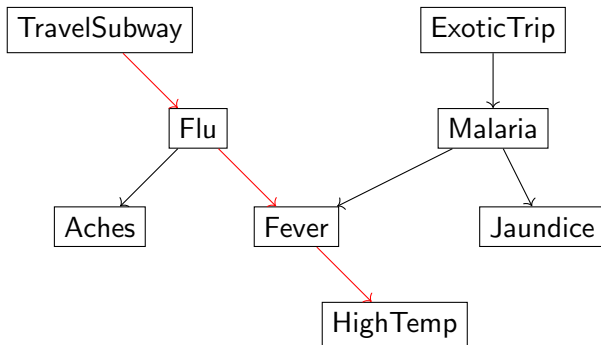 TravelSubway
ExoticTrip
Flu
Malaria
Aches
Fever
Jaundice
HighTemp